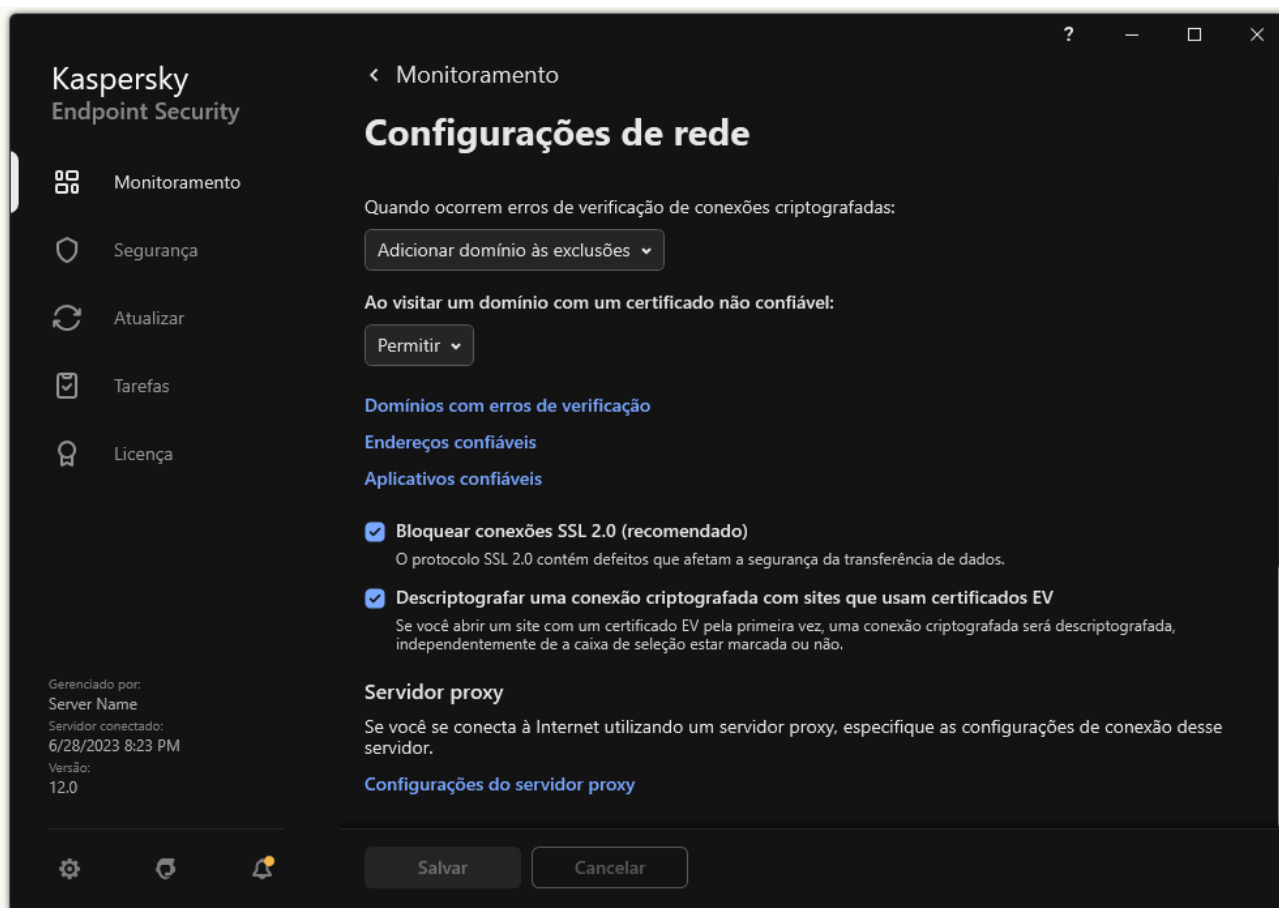 ?
Kaspersky
Endpoint Security
Monitoramento
Segurança
Atualizar
Tarefas
Licença
Gerenciado por:
Server Name
Servidor conectado:
6/28/2023 8:23 PM
Versão:
12.0
Monitoramento
Configurações de rede
Quando ocorrem erros de verificação de conexões criptografadas:
Adicionar domínio às exclusões
Ao visitar um domínio com um certificado não confiável:
Permitir
Domínios com erros de verificação
Endereços confiáveis
Aplicativos confiáveis
Bloquear conexões SSL 2.0 (recomendado)
O protocolo SSL 2.0 contém defeitos que afetam a segurança da transferência de dados.
Descriptografar uma conexão criptografada com sites que usam certificados EV
Se você abrir um site com um certificado EV pela primeira vez, uma conexão criptografada será descriptografada,
independentemente de a caixa de seleção estar marcada ou não.
Servidor proxy
Se você se conecta à Internet utilizando um servidor proxy, especifique as configurações de conexão desse
servidor.
Configurações do servidor proxy
Salvar
Cancelar